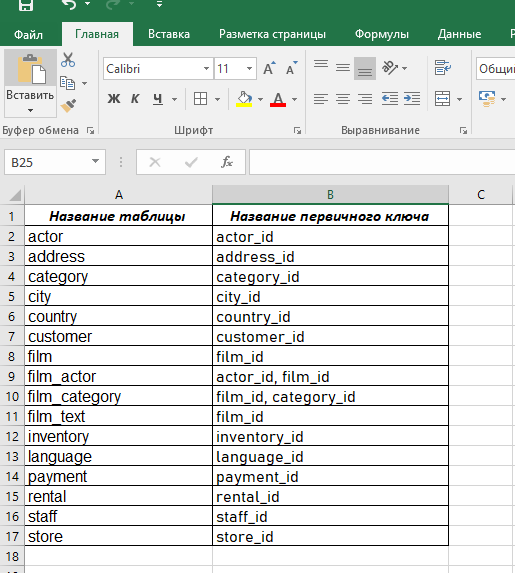 Файл Главная Вставка Разметка страницы Формулы Данные
Calibri 11 Общи
Вставить Ж К Ч
Буфер обмена Шрифт Выравнивание
B25 fx
A B C
1 Название таблицы Название первичного ключа
2 actor actor_id
3 address address_id
4 category category_id
5 city city_id
6 country country_id
7 customer customer_id
8 film film_id
9 film_actor actor_id, film_id
10 film_category film_id, category_id
11 film_text film_id
12 inventory inventory_id
13 language language_id
14 payment payment_id
15 rental rental_id
16 staff staff_id
17 store store_id
18